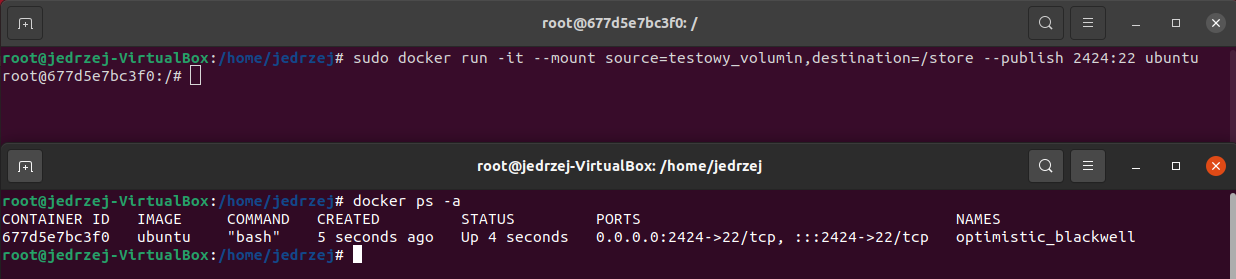 root@677d5e7bc3f0: /
root@jedrzej-VirtualBox:/home/jedrzej# sudo docker run -it --mount source=testowy_volumin,destination=/store --publish 2424:22 ubuntu
root@677d5e7bc3f0:/#
root@jedrzej-VirtualBox: /home/jedrzej
root@jedrzej-VirtualBox:/home/jedrzej# docker ps -a
CONTAINER ID   IMAGE     COMMAND   CREATED         STATUS         PORTS                                   NAMES
677d5e7bc3f0   ubuntu    "bash"    5 seconds ago   Up 4 seconds   0.0.0.0:2424->22/tcp, :::2424->22/tcp   optimistic_blackwell
root@jedrzej-VirtualBox:/home/jedrzej#